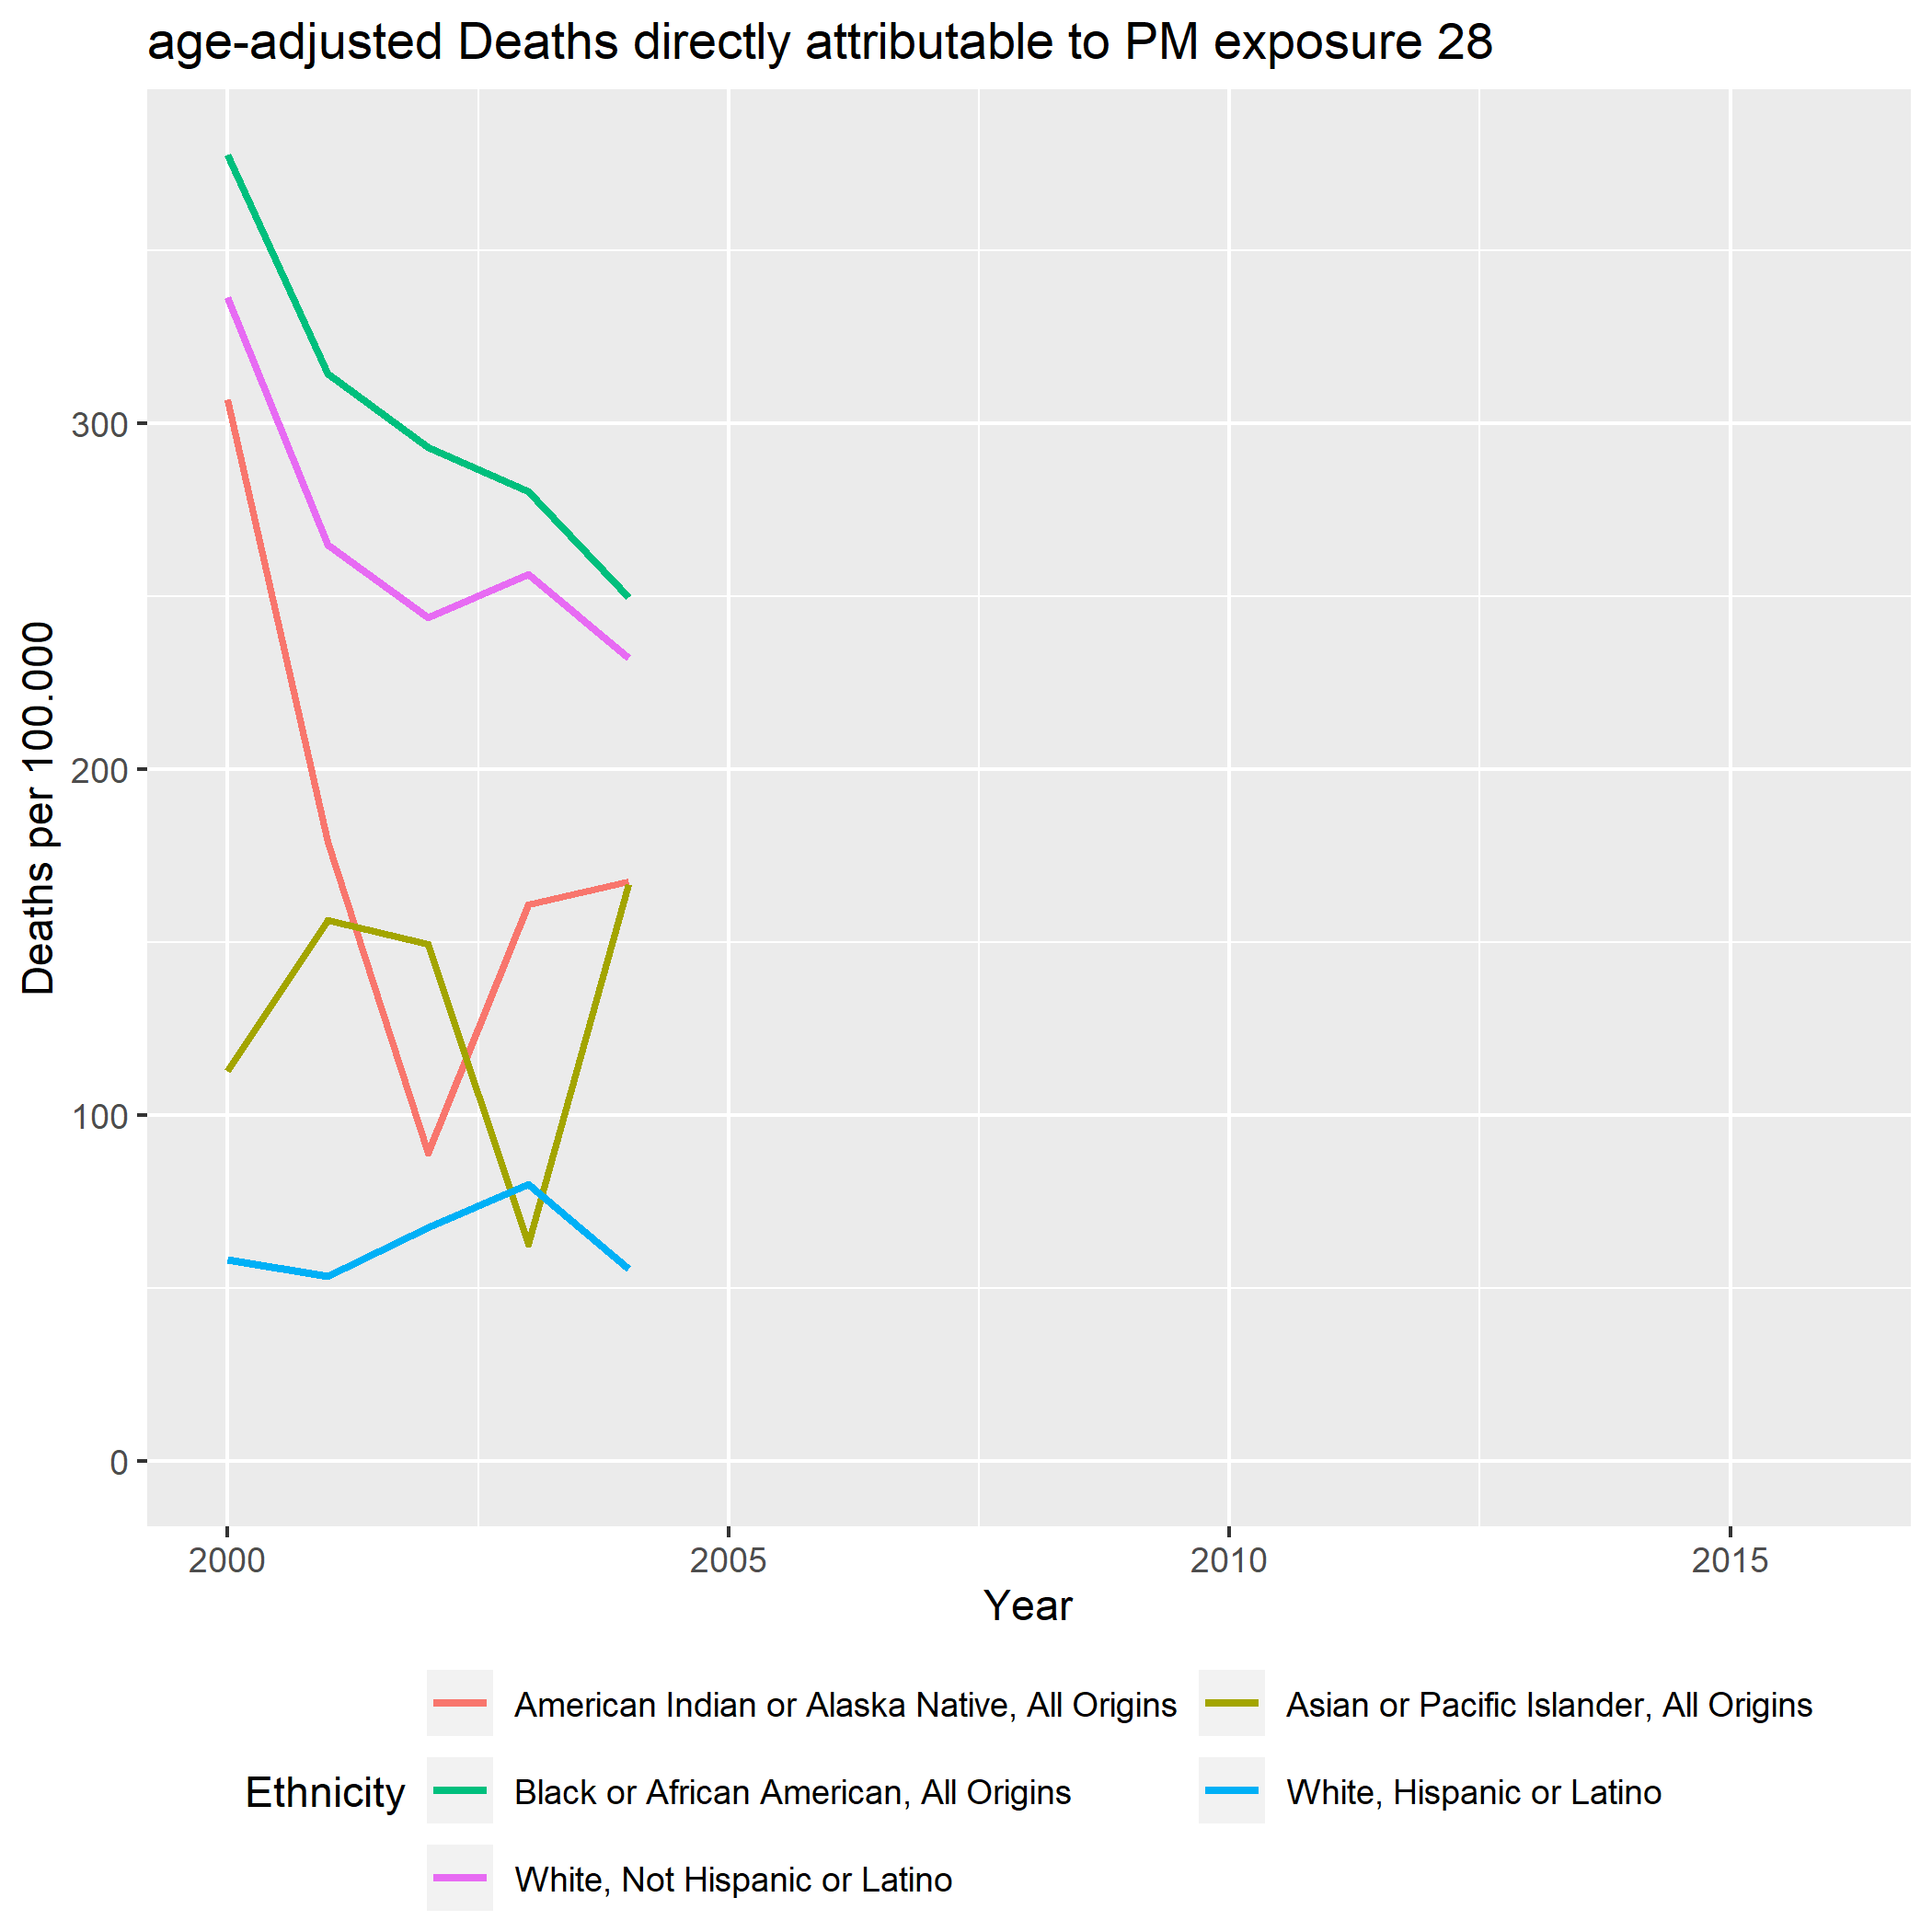 age-adjusted Deaths directly attributable to PM exposure 28
Deaths per 100.000
300
200
100
0
2000 2005 2010 2015
Year
Ethnicity
American Indian or Alaska Native, All Origins
Asian or Pacific Islander, All Origins
Black or African American, All Origins
White, Hispanic or Latino
White, Not Hispanic or Latino